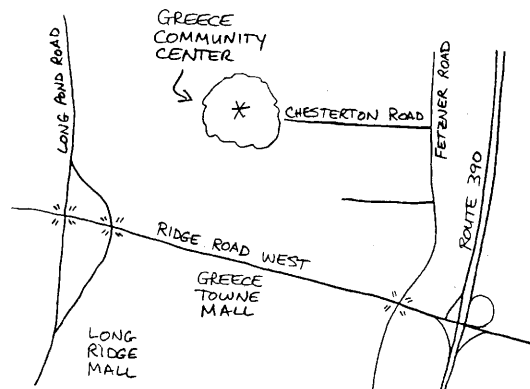 GREECE
COMMUNITY
CENTER
LONG POND ROAD
CHESTERTON ROAD
FETZNER ROAD
ROUTE 390
RIDGE ROAD WEST
GREECE
TOWNE
MALL
LONG
RIDGE
MALL